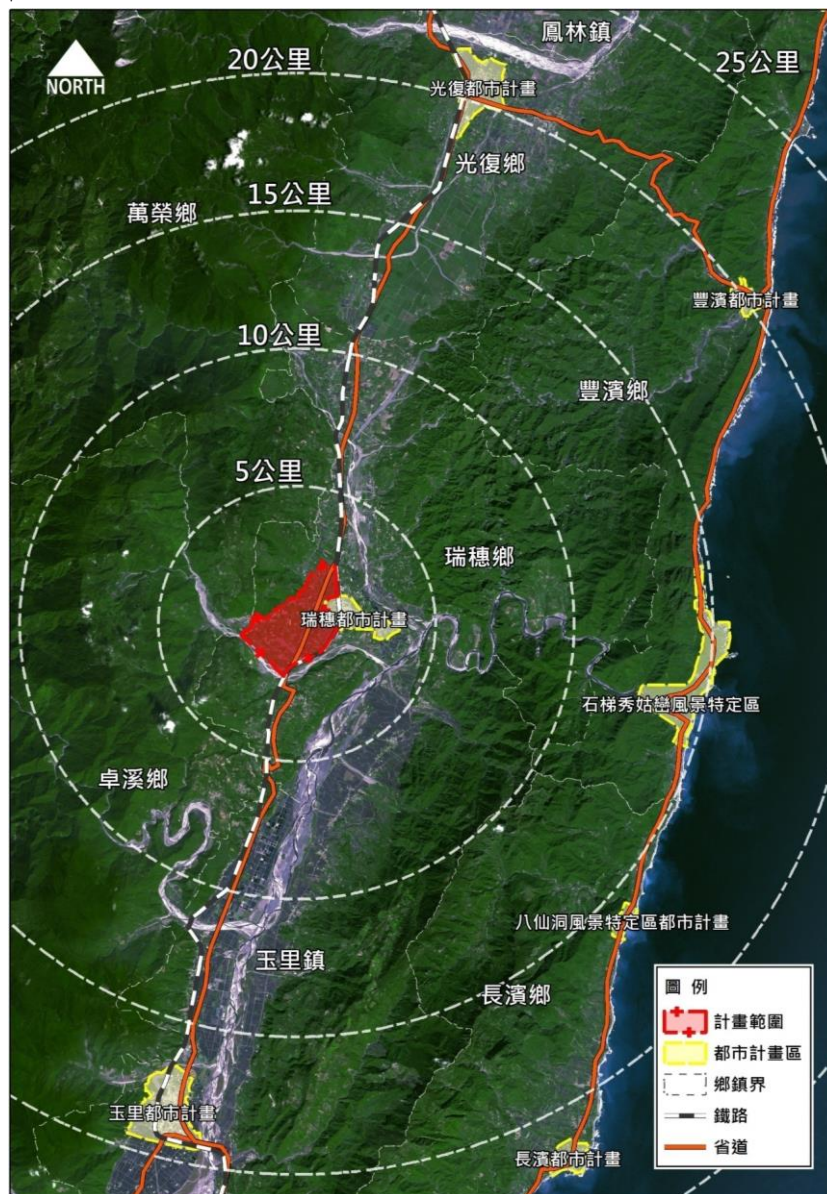 鳳林鎮
20公里
25公里
NORTH
光復都市計畫
光復鄉
15公里
萬榮鄉
豐濱都市計畫
10公里
豐濱鄉
5公里
瑞穗鄉
瑞穗都市計畫
石梯秀姑巒風景特定區
卓溪鄉
八仙洞風景特定區都市計畫
玉里鎮
長濱鄉
圖 例
計畫範圍
都市計畫區
鄉鎮界
鐵路
省道
玉里都市計畫
長濱都市計畫